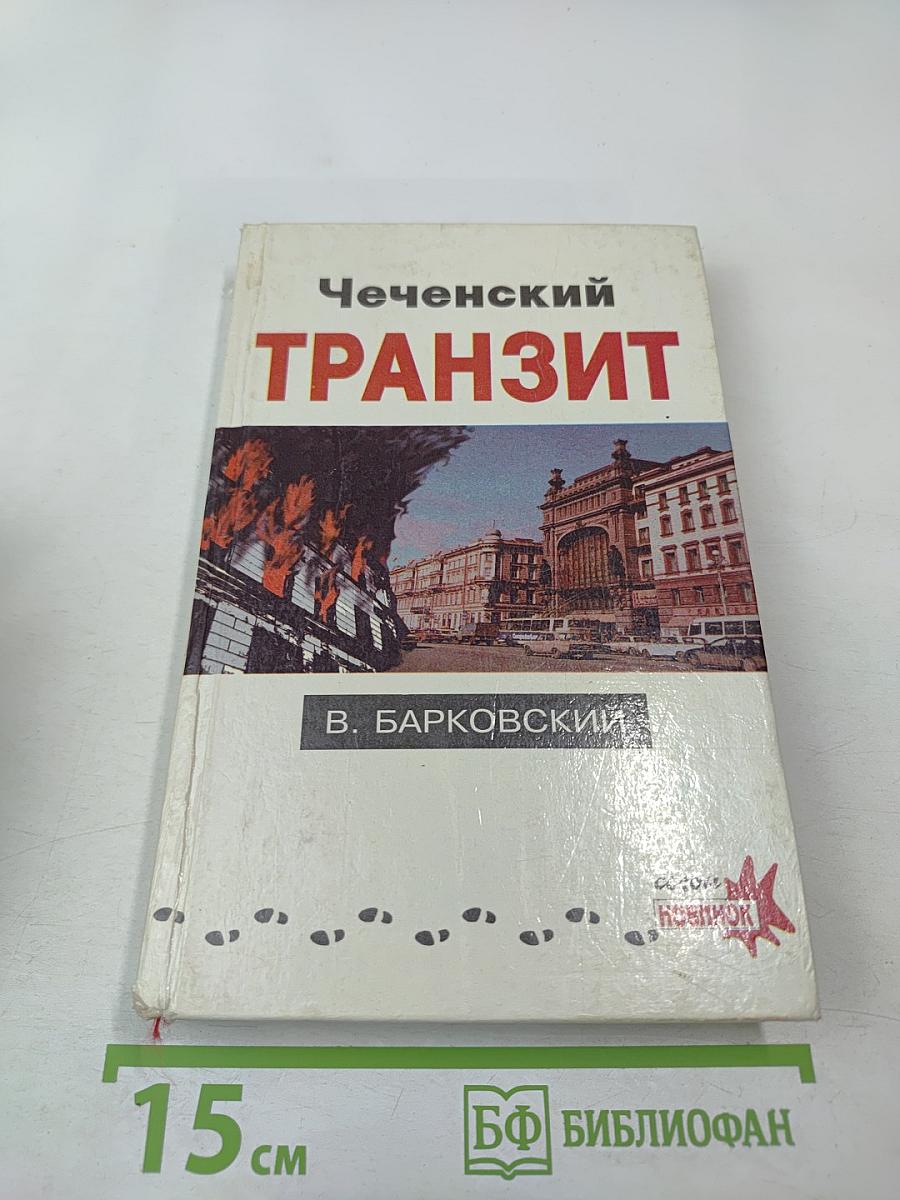 Чеченский
ТРАНЗИТ
В. БАРКОВСКИЙ
НОВИНОК
15 см
БФ БИБЛИОФАН